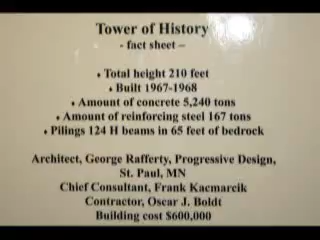 Tower of History
- fact sheet –
♦ Total height 210 feet
♦ Built 1967-1968
♦ Amount of concrete 5,240 tons
♦ Amount of reinforcing steel 167 tons
♦ Pilings 124 H beams in 65 feet of bedrock
Architect, George Rafferty, Progressive Design,
St. Paul, MN
Chief Consultant, Frank Kacmarcik
Contractor, Oscar J. Boldt
Building cost $600,000